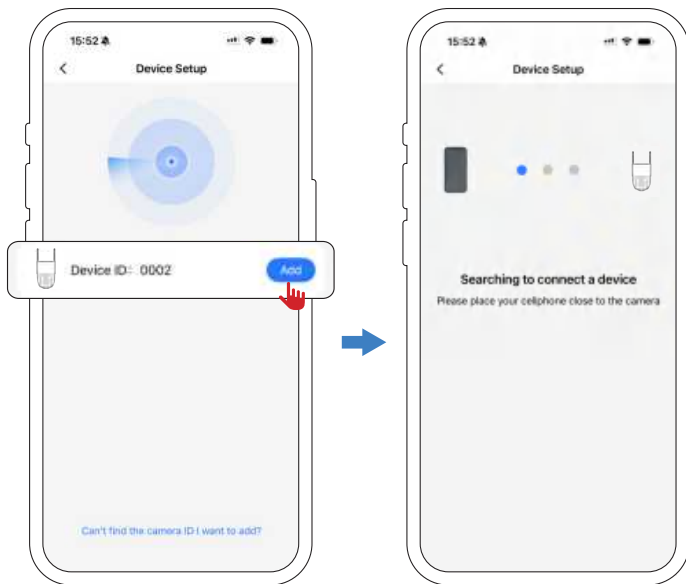 15:52
Device Setup
Device ID: 0002
Add
Can't find the camera ID I want to add?
15:52
Device Setup
Searching to connect a device
Please place your cellphone close to the camera